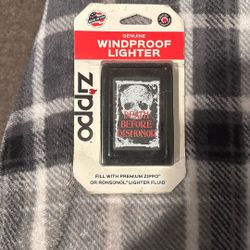 GENUINE
WINDPROOF
LIGHTER
zippo
DEATH
BEFORE
DISHONOR
FILL WITH PREMIUM ZIPPO
OR RONSONOL LIGHTER FLUID